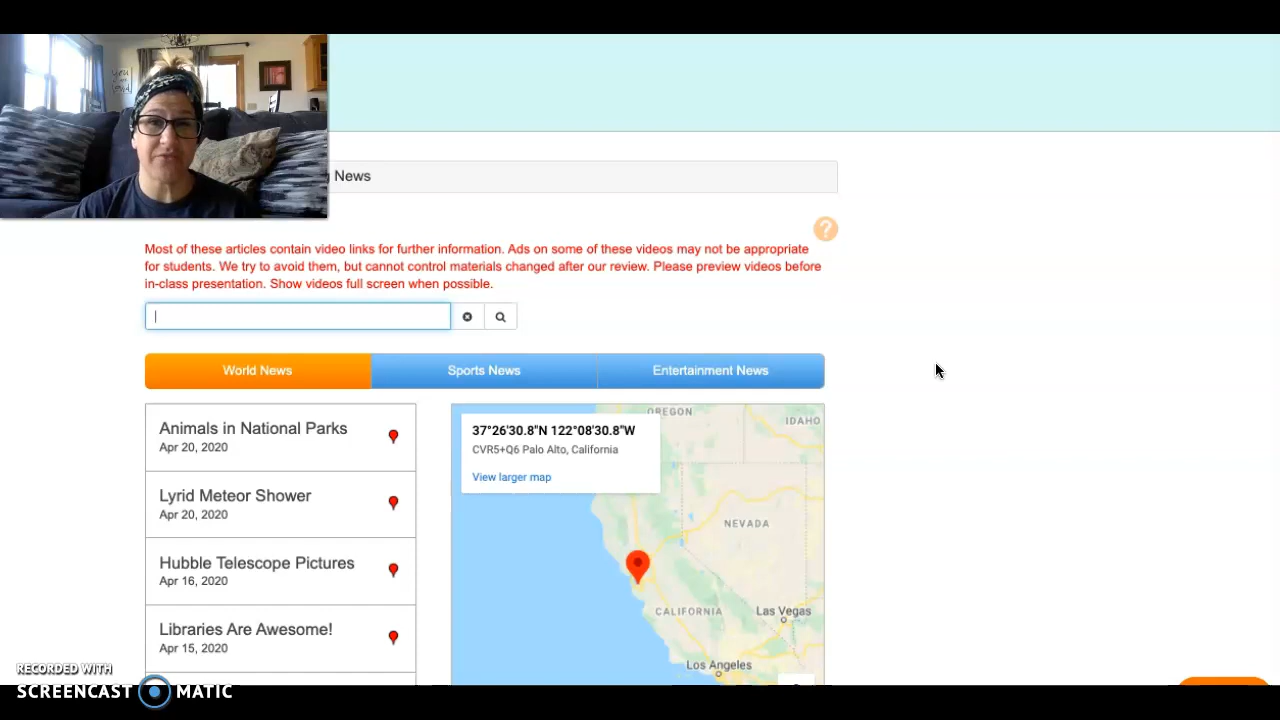 News
Most of these articles contain video links for further information. Ads on some of these videos may not be appropriate
for students. We try to avoid them, but cannot control materials changed after our review. Please preview videos before
in-class presentation. Show videos full screen when possible.
World News
Sports News
Entertainment News
Animals in National Parks
Apr 20, 2020
Lyrid Meteor Shower
Apr 20, 2020
Hubble Telescope Pictures
Apr 16, 2020
Libraries Are Awesome!
Apr 15, 2020
37°26'30.8"N 122°08'30.8"W
CVR5+Q6 Palo Alto, California
View larger map
OREGON
IDAHO
NEVADA
CALIFORNIA
Las Vegas
Los Angeles
RECORDED WITH
SCREENCAST MATIC